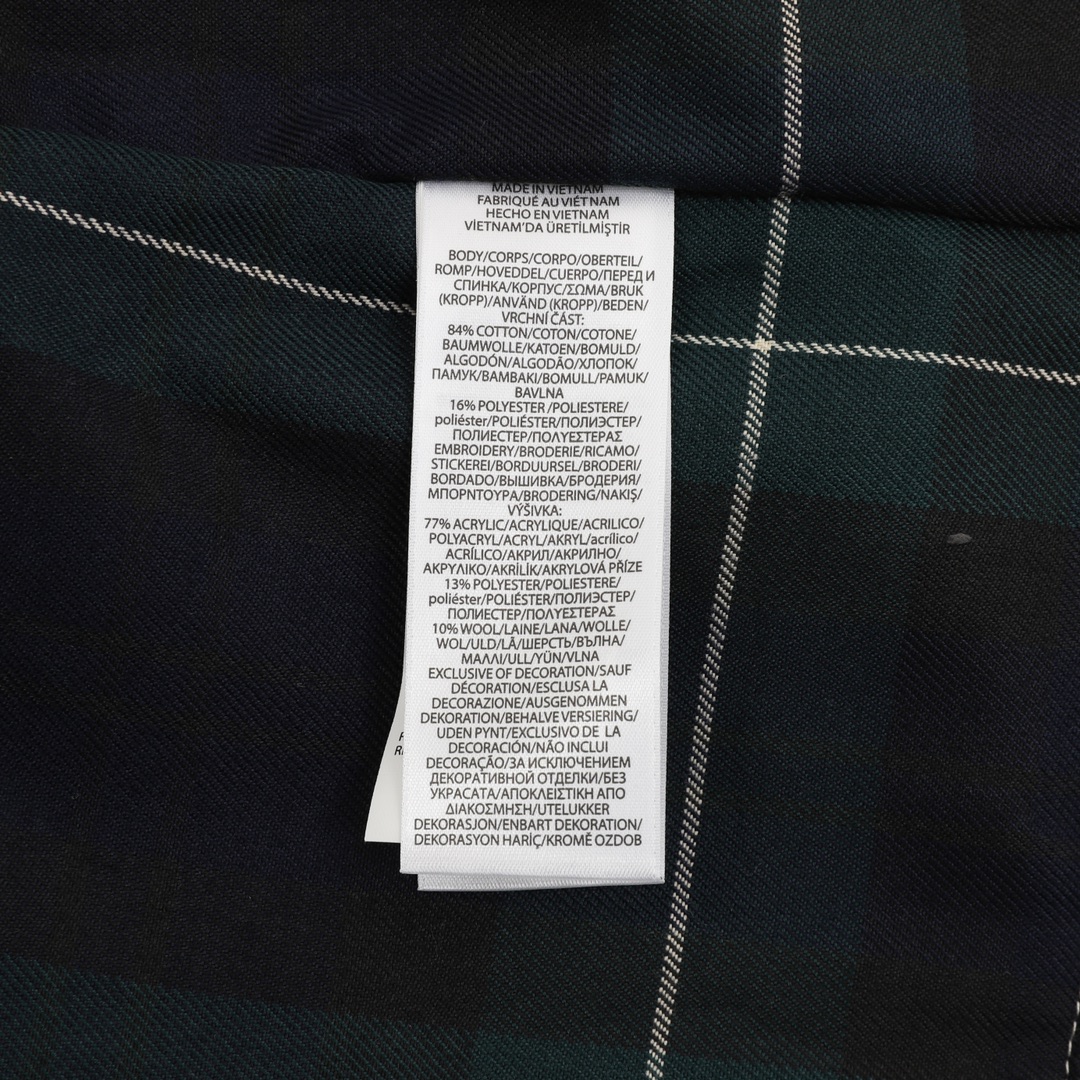 MADE IN VIETNAM
FABRIQUÉ AU VIÊT NAM
HECHO EN VIETNAM
VİETNAM'DA ÜRETİLMİŞTİR
BODY/CORPS/CORPO/OBERTEIL/
ROMP/HOVEDDEL/CUERPO/ПЕРЕД И
СПИНКА/КОРПУС/ΣΩΜΑ/BRUK
(KROPP)/ANVÄND (KROPP)/BEDEN/
VRCHNÍ ČÁST:
84% COTTON/COTON/COTONE/
BAUMWOLLE/KATOEN/BOMULD/
ALGODÓN/ALGODÃO/ХЛОПОК/
ПАМУК/BAMBAKI/BOMULL/PAMUK/
BAVLNA
16% POLYESTER /POLIESTERE/
poliéster/POLIÉSTER/ПОЛИЭСТЕР/
ПОЛИЕСТЕР/ΠΟΛΥΕΣΤΕΡΑΣ
EMBROIDERY/BRODERIE/RICAMO/
STICKEREI/BORDUURSEL/BRODERI/
BORDADO/ВЫШИВКА/БРОДЕРИЯ/
ΜΠΟΡΝΤΟΥΡΑ/BRODERING/NAKIŞ/
VÝŠIVKA:
77% ACRYLIC/ACRYLIQUE/ACRILICO/
POLYACRYL/ACRYL/AKRYL/acrílico/
ACRÍLICO/АКРИЛ/АКРИЛНО/
ΑΚΡΥΛΙΚΟ/AKRİLİK/AKRYLOVÁ PŘÍZE
13% POLYESTER/POLIESTERE/
poliéster/POLIÉSTER/ПОЛИЭСТЕР/
ПОЛИЕСТЕР/ΠΟΛΥΕΣΤΕΡΑΣ
10% WOOL/LAINE/LANA/WOLLE/
WOL/ULD/LÃ/ШЕРСТЬ/ВЪЛНА/
ΜΑΛΛΙ/ULL/YÜN/VLNA
EXCLUSIVE OF DECORATION/SAUF
DÉCORATION/ESCLUSA LA
DECORAZIONE/AUSGENOMMEN
DEKORATION/BEHALVE VERSIERING/
UDEN PYNT/EXCLUSIVO DE LA
DECORACIÓN/NÃO INCLUI
DECORAÇÃO/ЗА ИСКЛЮЧЕНИЕМ
ДЕКОРАТИВНОЙ ОТДЕЛКИ/БЕЗ
УКРАСАТА/ΑΠΟΚΛΕΙΣΤΙΚΗ ΑΠΟ
ΔΙΑΚΟΣΜΗΣΗ/UTELUKKER
DEKORASJON/ENBART DEKORATION/
DEKORASYON HARİÇ/KROMĚ OZDOB